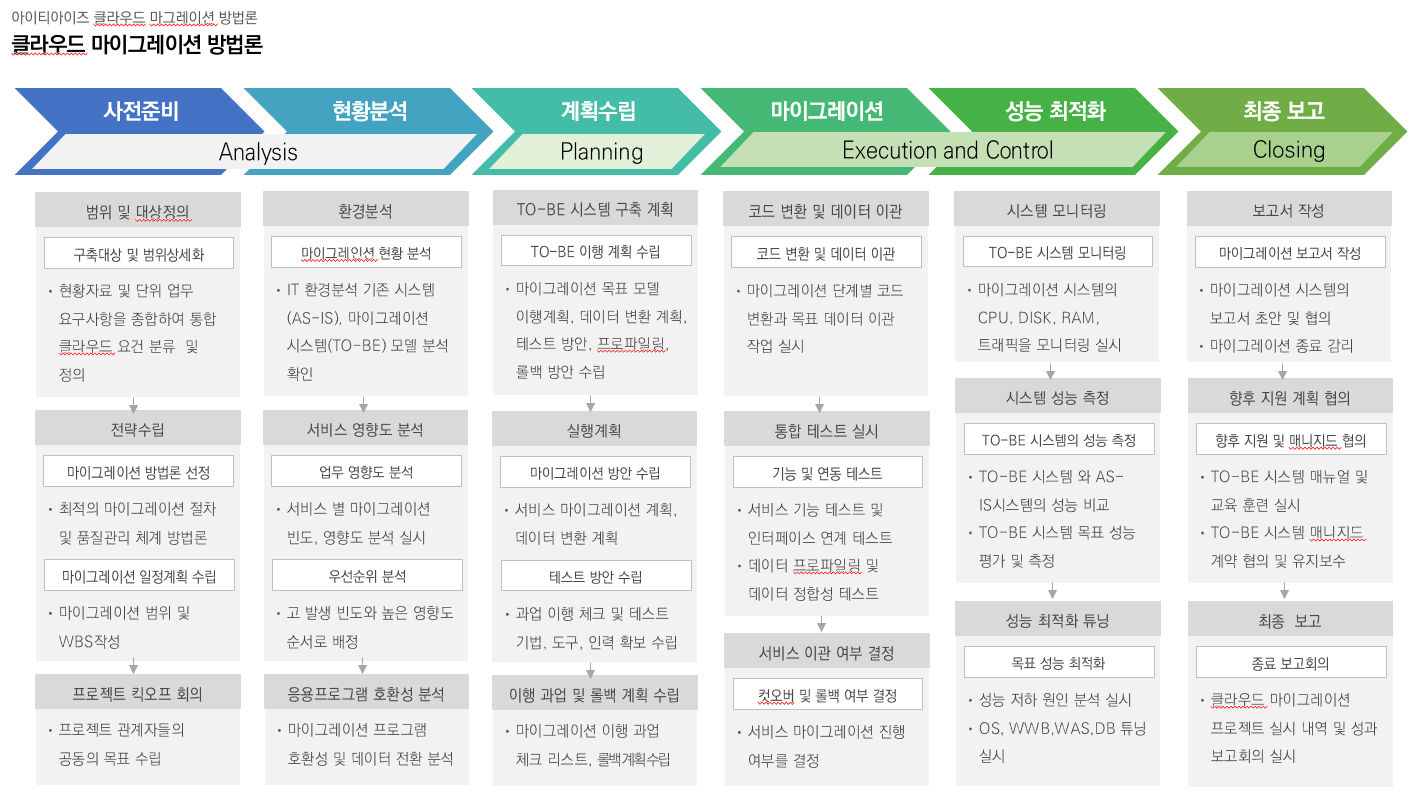 아이티아이즈 클라우드 마그레이션 방법론
클라우드 마이그레이션 방법론
사전준비
현황분석
계획수립
마이그레이션
성능 최적화
최종 보고
Analysis
Planning
Execution and Control
Closing
범위 및 대상정의
구축대상 및 범위상세화
• 현황자료 및 단위 업무
요구사항을 종합하여 통합
클라우드 요건 분류 및
정의
전략수립
마이그레이션 방법론 선정
• 최적의 마이그레이션 절차
및 품질관리 체계 방법론
마이그레이션 일정계획 수립
• 마이그레이션 범위 및
WBS작성
프로젝트 킥오프 회의
• 프로젝트 관계자들의
공동의 목표 수립
환경분석
마이그레인션 현황 분석
• IT 환경분석 기존 시스템
(AS-IS), 마이그레이션
시스템(TO-BE) 모델 분석
확인
서비스 영향도 분석
업무 영향도 분석
• 서비스 별 마이그레이션
빈도, 영향도 분석 실시
우선순위 분석
• 고 발생 빈도와 높은 영향도
순서로 배정
응용프로그램 호환성 분석
• 마이그레이션 프로그램
호환성 및 데이터 전환 분석
TO-BE 시스템 구축 계획
TO-BE 이행 계획 수립
• 마이그레이션 목표 모델
이행계획, 데이터 변환 계획,
테스트 방안, 프로파일링,
롤백 방안 수립
실행계획
마이그레이션 방안 수립
• 서비스 마이그레이션 계획,
데이터 변환 계획
테스트 방안 수립
• 과업 이행 체크 및 테스트
기법, 도구, 인력 확보 수립
이행 과업 및 롤백 계획 수립
• 마이그레이션 이행 과업
체크 리스트, 롤백계획수립
코드 변환 및 데이터 이관
코드 변환 및 데이터 이관
• 마이그레이션 단계별 코드
변환과 목표 데이터 이관
작업 실시
통합 테스트 실시
기능 및 연동 테스트
• 서비스 기능 테스트 및
인터페이스 연계 테스트
• 데이터 프로파일링 및
데이터 정합성 테스트
서비스 이관 여부 결정
컷오버 및 롤백 여부 결정
• 서비스 마이그레이션 진행
여부를 결정
시스템 모니터링
TO-BE 시스템 모니터링
• 마이그레이션 시스템의
CPU, DISK, RAM,
트래픽을 모니터링 실시
시스템 성능 측정
TO-BE 시스템의 성능 측정
• TO-BE 시스템 와 AS-
IS시스템의 성능 비교
• TO-BE 시스템 목표 성능
평가 및 측정
성능 최적화 튜닝
목표 성능 최적화
• 성능 저하 원인 분석 실시
• OS, WWB,WAS,DB 튜닝
실시
보고서 작성
마이그레이션 보고서 작성
• 마이그레이션 시스템의
보고서 초안 및 협의
• 마이그레이션 종료 감리
향후 지원 계획 협의
향후 지원 및 매니지드 협의
• TO-BE 시스템 매뉴얼 및
교육 훈련 실시
• TO-BE 시스템 매니지드
계약 협의 및 유지보수
최종 보고
종료 보고회의
• 클라우드 마이그레이션
프로젝트 실시 내역 및 성과
보고회의 실시